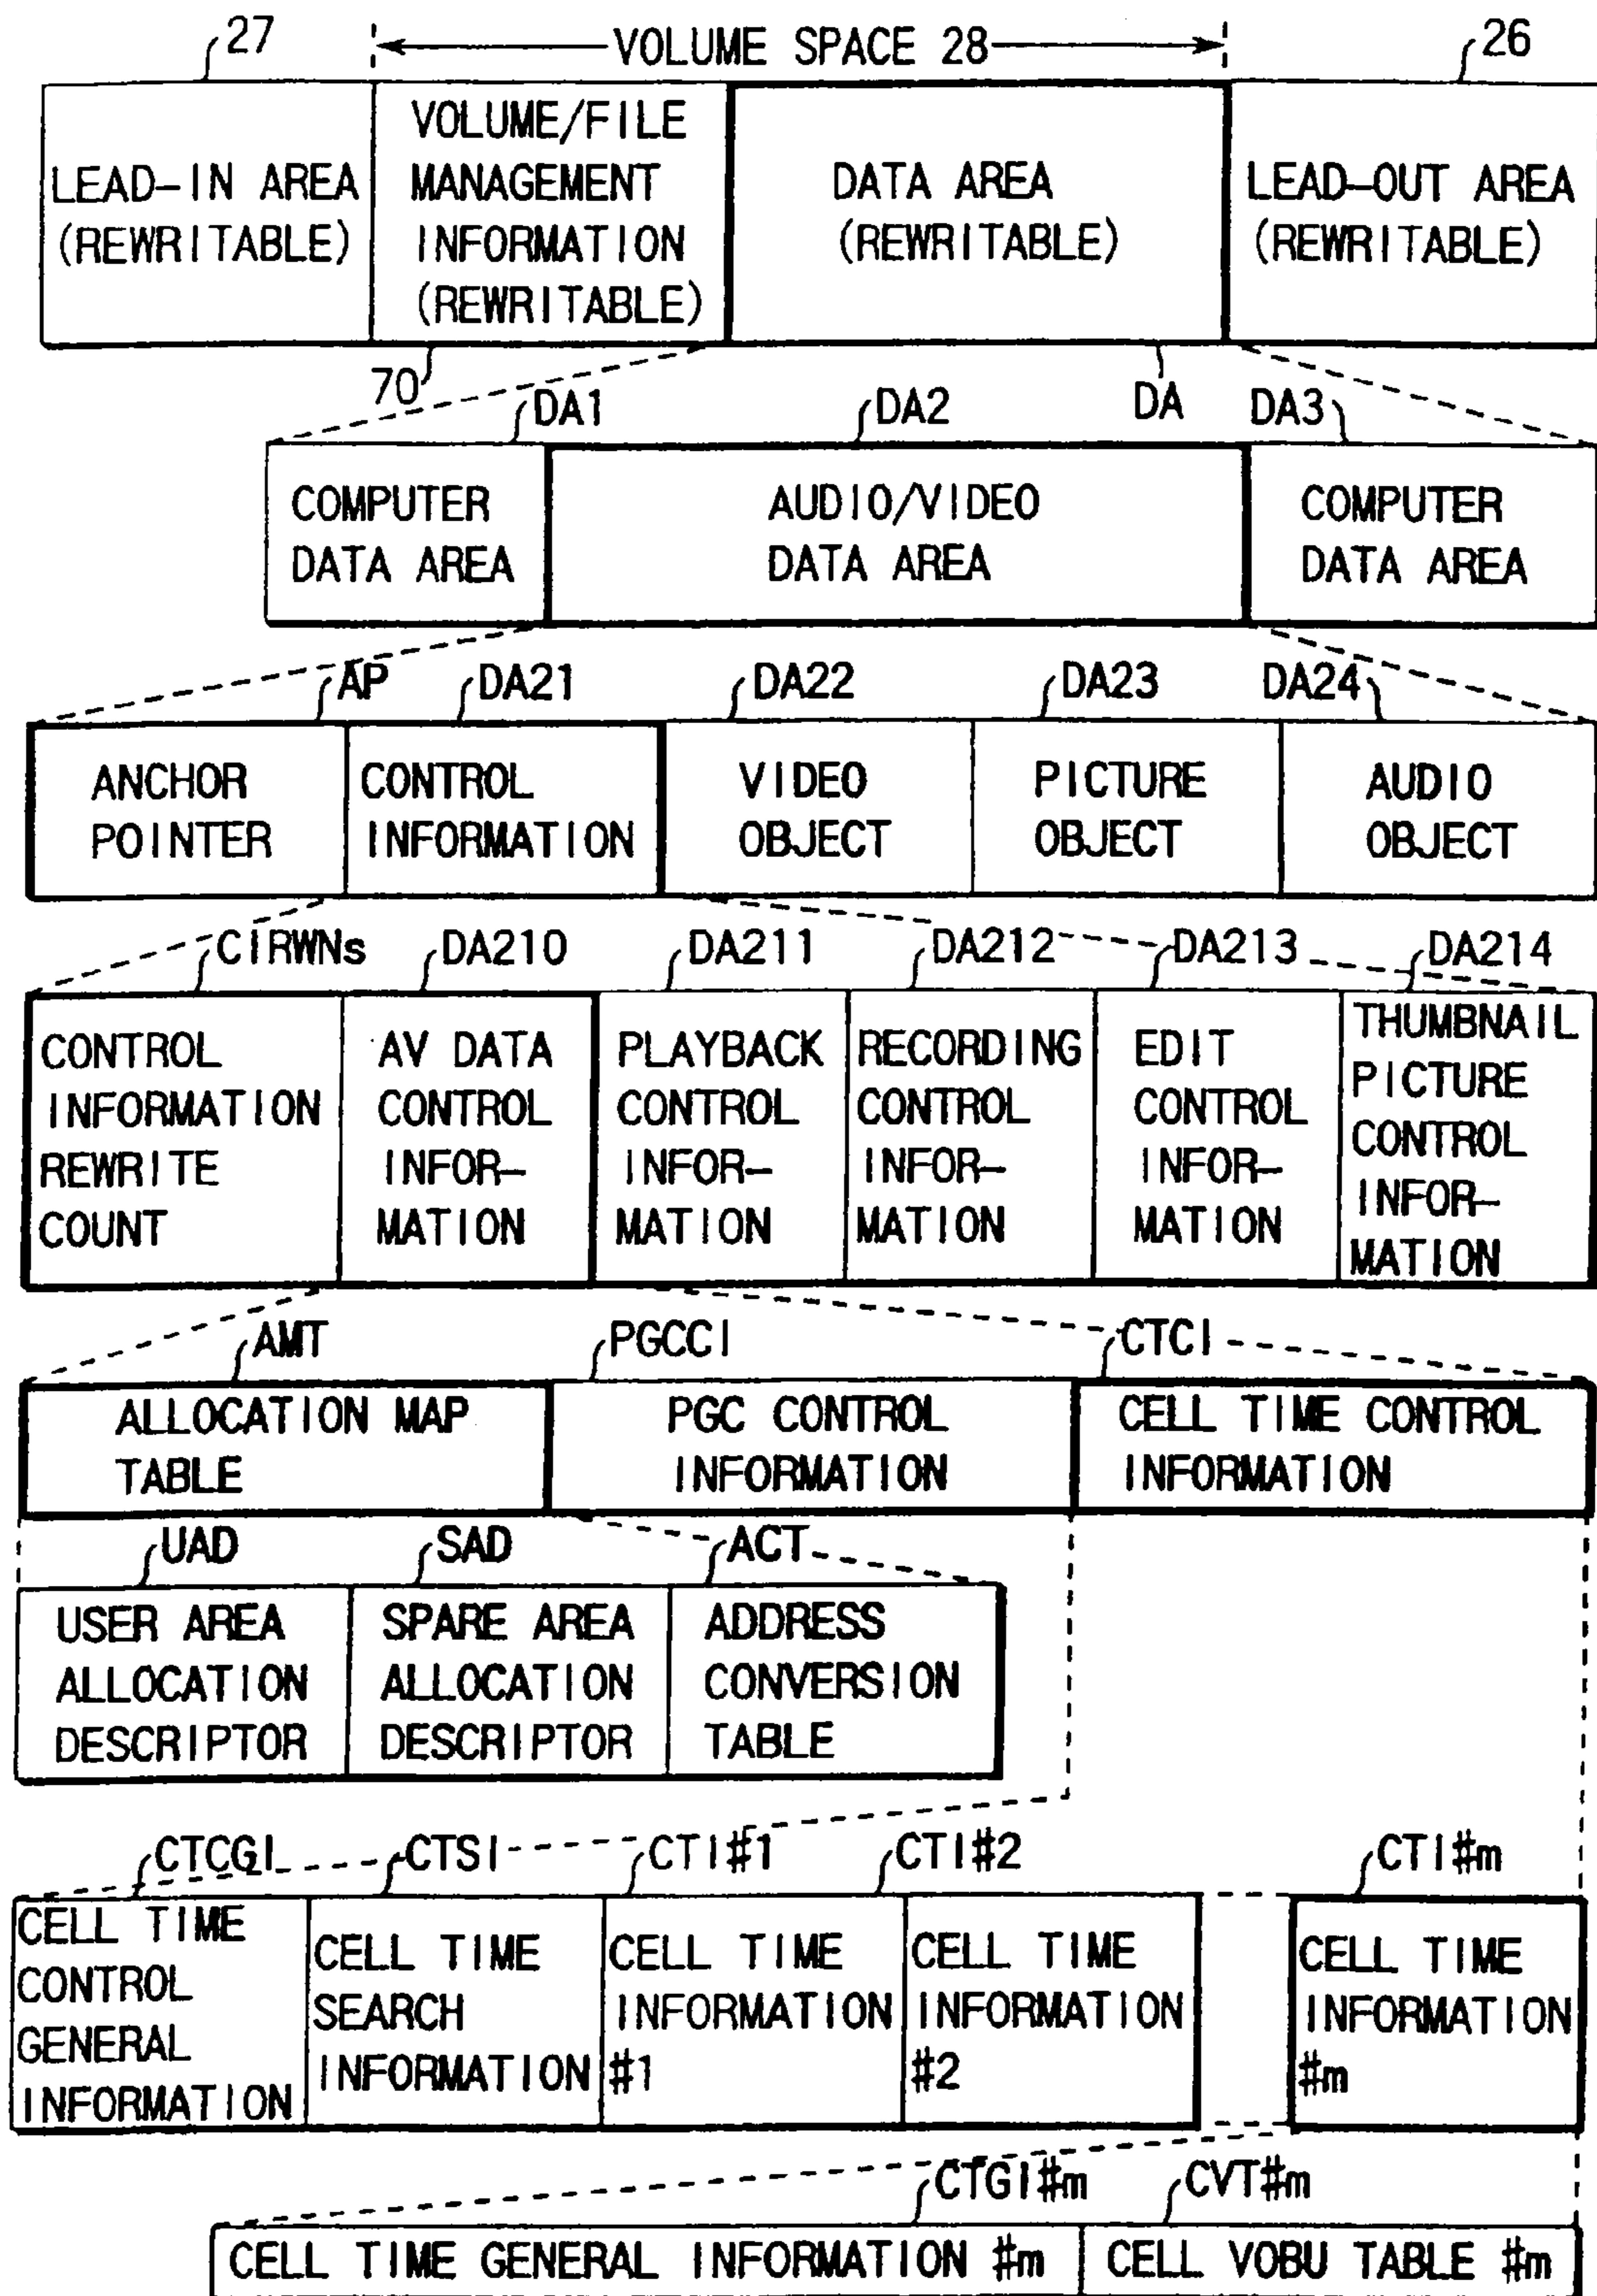 27
VOLUME SPACE 28
26
LEAD-IN AREA
(REWRITABLE)
VOLUME/FILE
MANAGEMENT
INFORMATION
(REWRITABLE)
DATA AREA
(REWRITABLE)
LEAD-OUT AREA
(REWRITABLE)
70
DA
DA1
DA2
DA3
COMPUTER
DATA AREA
AUDIO/VIDEO
DATA AREA
COMPUTER
DATA AREA
AP
DA21
DA22
DA23
DA24
ANCHOR
POINTER
CONTROL
INFORMATION
VIDEO
OBJECT
PICTURE
OBJECT
AUDIO
OBJECT
CIRWNs
DA210
DA211
DA212
DA213
DA214
CONTROL
INFORMATION
REWRITE
COUNT
AV DATA
CONTROL
INFOR-
MATION
PLAYBACK
CONTROL
INFOR-
MATION
RECORDING
CONTROL
INFOR-
MATION
EDIT
CONTROL
INFOR-
MATION
THUMBNAIL
PICTURE
CONTROL
INFOR-
MATION
AMT
PGCCI
CTCI
ALLOCATION MAP
TABLE
PGC CONTROL
INFORMATION
CELL TIME CONTROL
INFORMATION
UAD
SAD
ACT
USER AREA
ALLOCATION
DESCRIPTOR
SPARE AREA
ALLOCATION
DESCRIPTOR
ADDRESS
CONVERSION
TABLE
CTCGI
CTSI
CTI#1
CTI#2
CTI#m
CELL TIME
CONTROL
GENERAL
INFORMATION
CELL TIME
SEARCH
INFORMATION
CELL TIME
INFORMATION
#1
CELL TIME
INFORMATION
#2
CELL TIME
INFORMATION
#m
CTGI#m
CVT#m
CELL TIME GENERAL INFORMATION #m
CELL VOBU TABLE #m